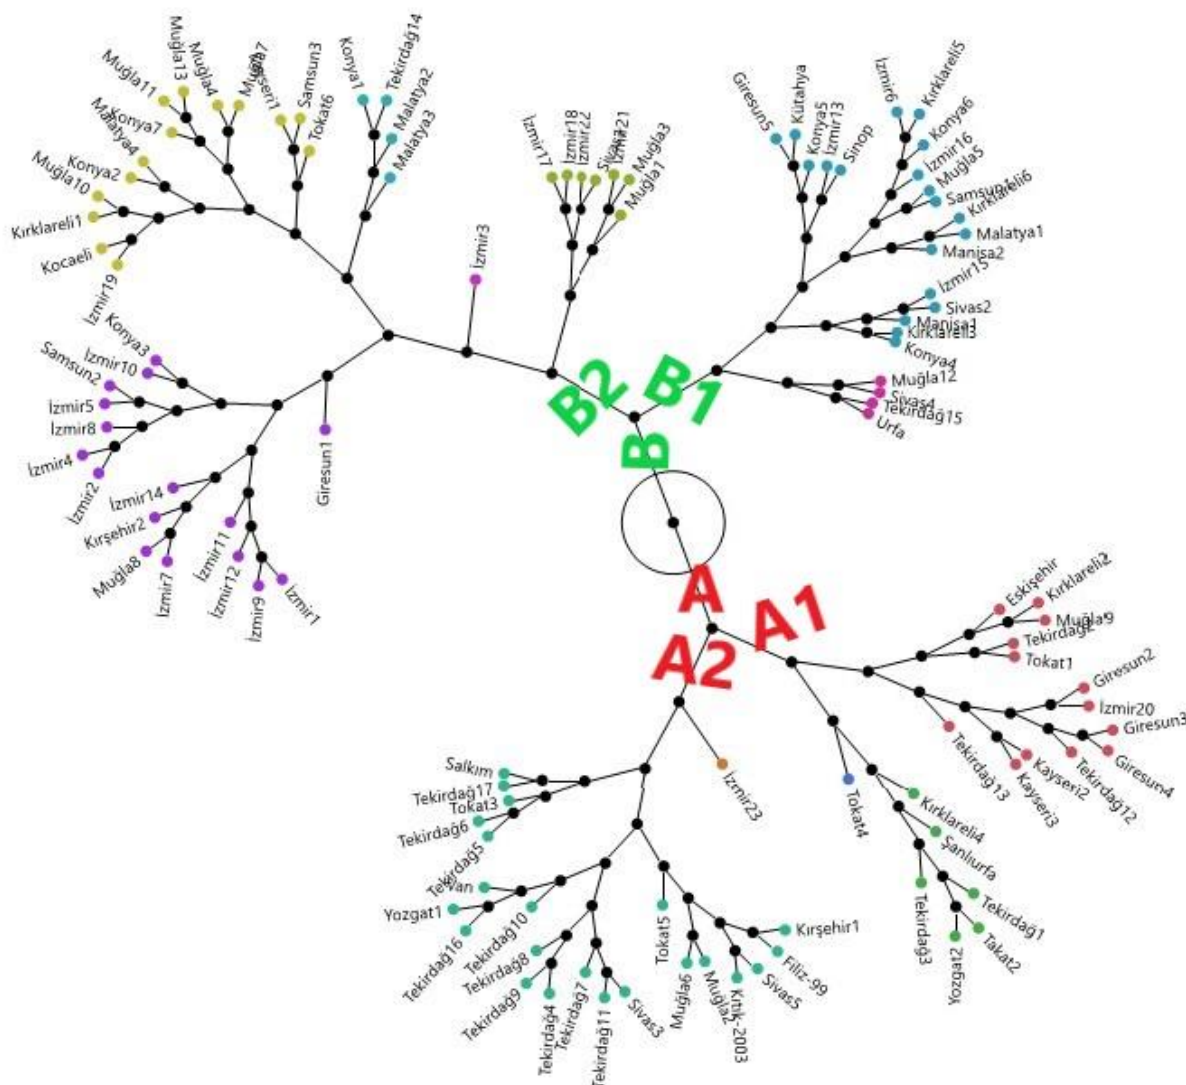 Muğla11
Muğla13
Muğla4
Muğla7
Kayseri1
Samsun3
Tokat6
Konya1
Tekirdağ14
Malatya2
Malatya3
Konya7
Malatya4
Konya2
Muğla10
Kırklareli1
Kocaeli
İzmir19
İzmir3
İzmir17
İzmir18
İzmir22
İzmir21
Muğla3
Muğla1
Giresun5
Kütahya
Konya5
İzmir13
Sinop
İzmir6
Kırklareli5
Konya6
İzmir16
Muğla5
Kırklareli6
Malatya1
Manisa2
İzmir15
Sivas2
Manisa1
Kırklareli3
Konya4
Muğla12
Sivas4
Tekirdağ15
Urfa
B2
B1
B
Konya3
İzmir10
Samsun2
İzmir5
İzmir8
İzmir4
İzmir2
İzmir14
Kırşehir2
Muğla8
İzmir7
İzmir11
İzmir12
İzmir9
İzmir1
Giresun1
A
A1
A2
Eskişehir
Kırklareli2
Muğla9
Tokat1
Giresun2
İzmir20
Giresun3
Giresun4
Tekirdağ12
Kayseri2
Kayseri3
Tekirdağ13
Tokat4
Kırklareli4
Şanlıurfa
Tekirdağ1
Takat2
Yozgat2
Tekirdağ3
İzmir23
Salkım
Tekirdağ17
Tokat3
Tekirdağ6
Tekirdağ5
Van
Yozgat1
Tekirdağ16
Tekirdağ10
Tekirdağ8
Tekirdağ9
Tekirdağ4
Tekirdağ7
Tekirdağ11
Sivas3
Tokat5
Muğla6
Muğla2
Kıtık-2003
Sivas5
Filiz-99
Kırşehir1